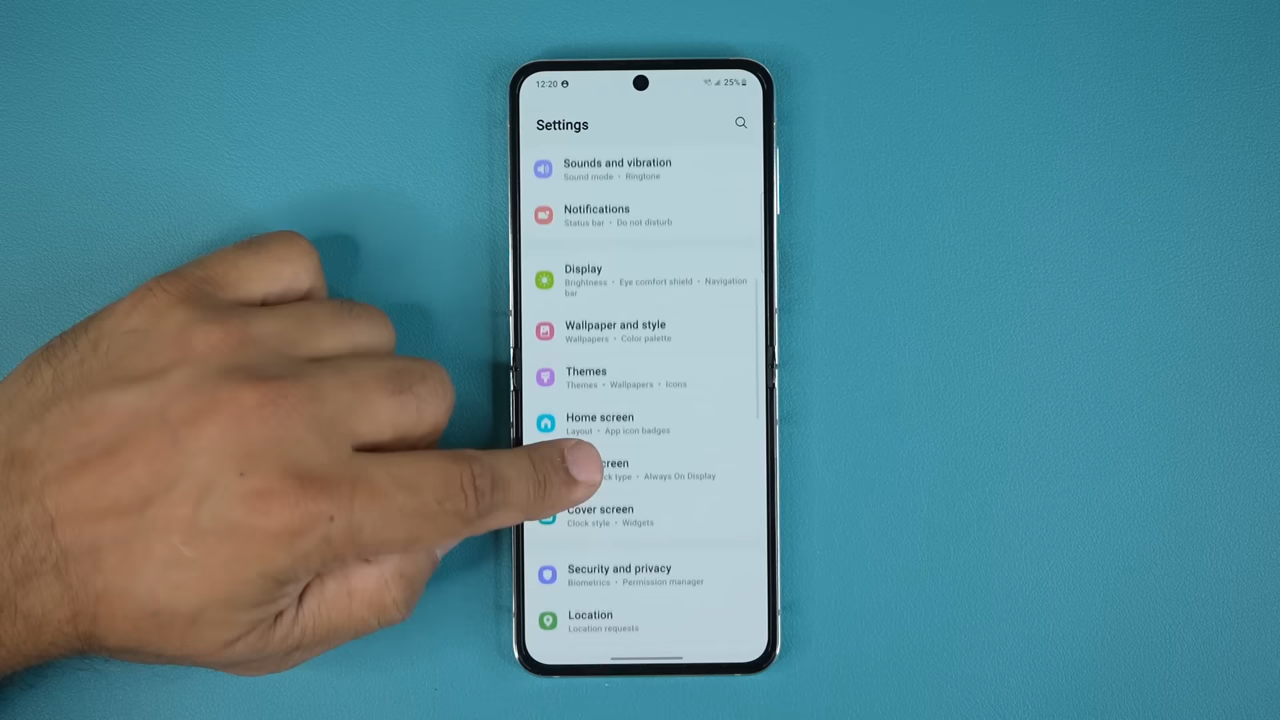 12:20
25%
Settings
Sounds and vibration
Sound mode • Ringtone
Notifications
Status bar • Do not disturb
Display
Brightness • Eye comfort shield • Navigation
bar
Wallpaper and style
Wallpapers • Color palette
Themes
Themes • Wallpapers • Icons
Home screen
Layout • App icon badges
creen
ck type • Always On Display
Cover screen
Clock style • Widgets
Security and privacy
Biometrics • Permission manager
Location
Location requests